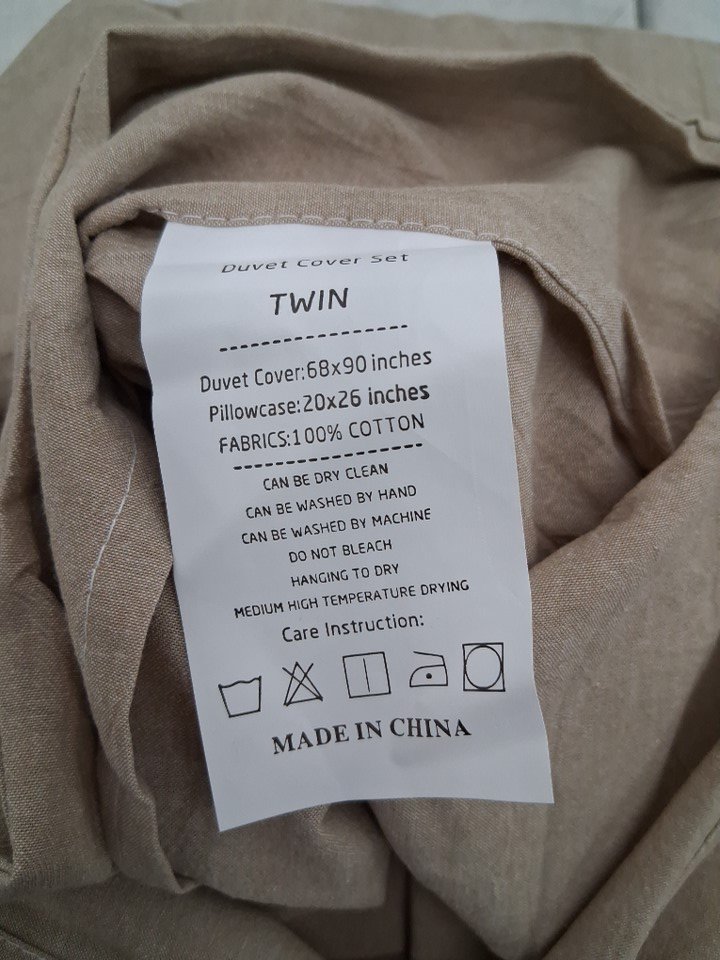 Duvet Cover Set
TWIN
Duvet Cover:68x90 inches
Pillowcase:20x26 inches
FABRICS:100% COTTON
CAN BE DRY CLEAN
CAN BE WASHED BY HAND
CAN BE WASHED BY MACHINE
DO NOT BLEACH
HANGING TO DRY
MEDIUM HIGH TEMPERATURE DRYING
Care Instruction:
MADE IN CHINA